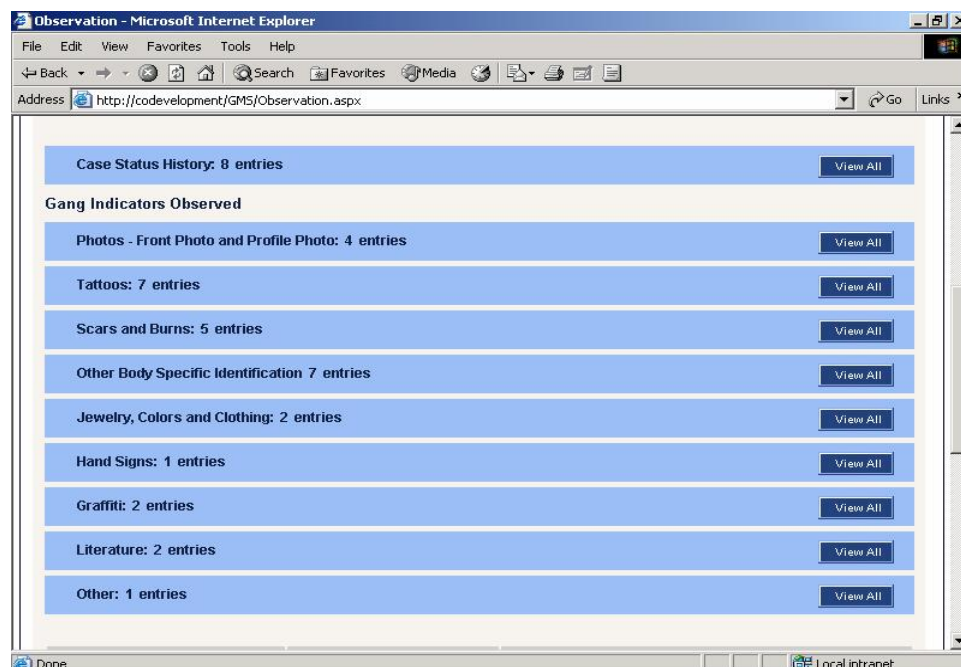 Observation - Microsoft Internet Explorer
File Edit View Favorites Tools Help
Back Search Favorites Media
Address http://codevelopment/GMS/Observation.aspx Go Links
Case Status History: 8 entries View All
Gang Indicators Observed
Photos - Front Photo and Profile Photo: 4 entries View All
Tattoos: 7 entries View All
Scars and Burns: 5 entries View All
Other Body Specific Identification 7 entries View All
Jewelry, Colors and Clothing: 2 entries View All
Hand Signs: 1 entries View All
Graffiti: 2 entries View All
Literature: 2 entries View All
Other: 1 entries View All
Done Local intranet